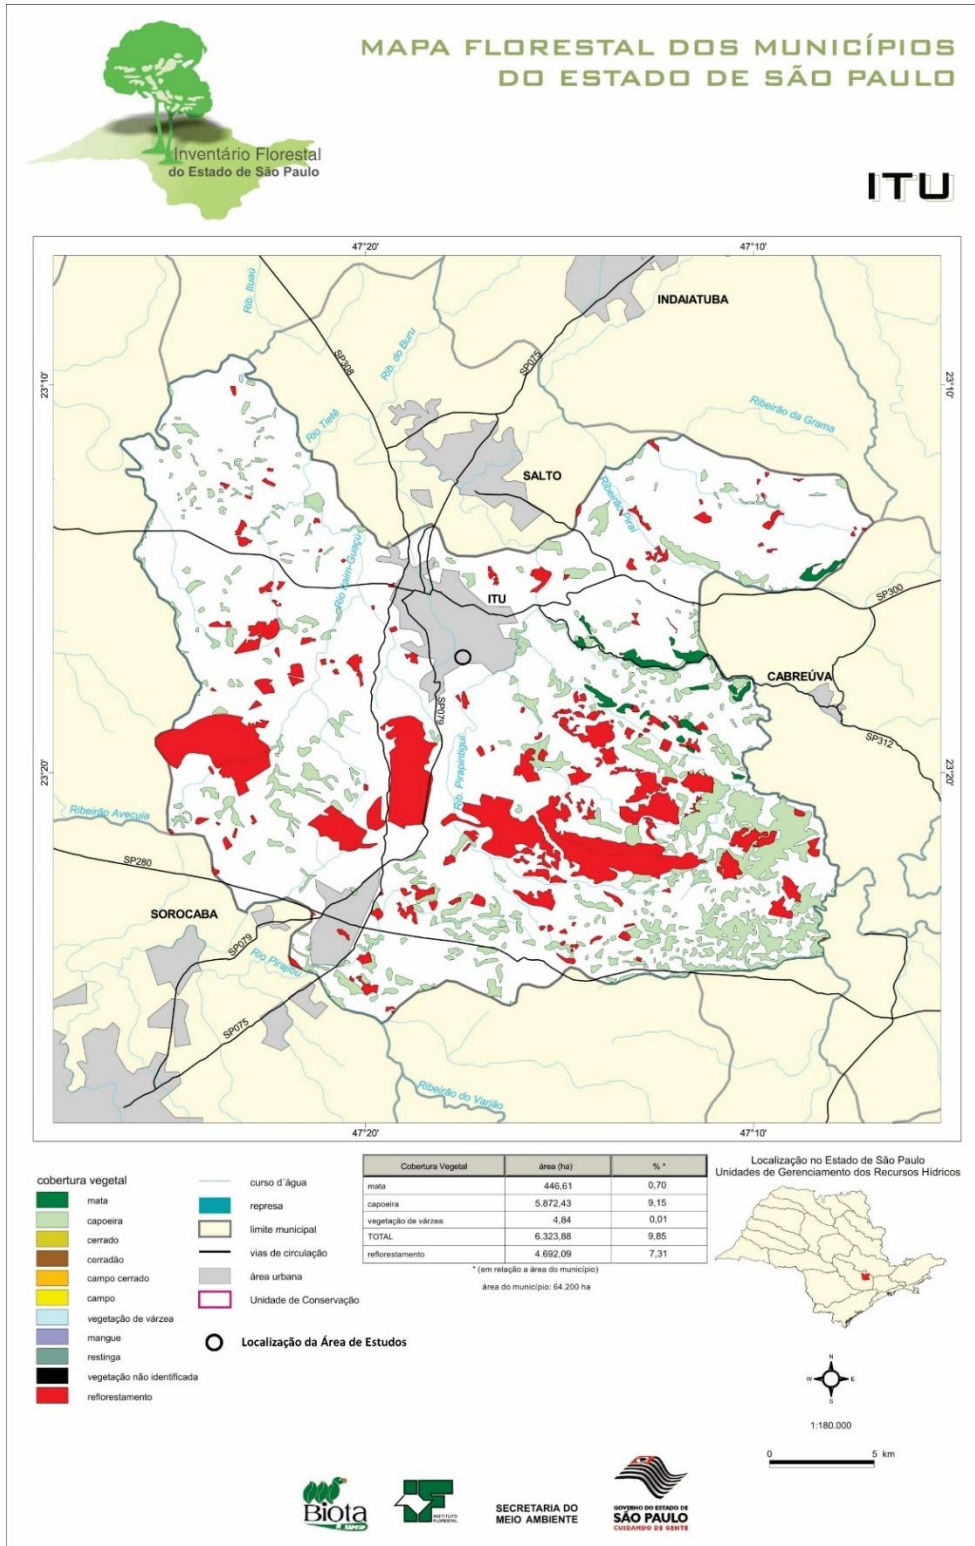 MAPA FLORESTAL DOS MUNICÍPIOS
DO ESTADO DE SÃO PAULO
Inventário Florestal
do Estado de São Paulo
ITU
47°20'
47°10'
Rib. Ituaú
INDAIATUBA
SP308
Rib. do Buru
SP075
23°10'
23°10'
Rio Tietê
Ribeirão da Grama
SALTO
Ribeirão Piraí
Rio Itaim-Guaçú
ITU
SP300
CABREÚVA
SP079
SP312
23°20'
23°20'
Rib. Pirapintigui
Ribeirão Avecuia
SP280
SOROCABA
SP079
Rio Pirajibu
SP075
Ribeirão do Varjão
47°20'
47°10'
cobertura vegetal
mata
capoeira
cerrado
cerradão
campo cerrado
campo
vegetação de várzea
mangue
restinga
vegetação não identificada
reflorestamento
curso d´água
represa
limite municipal
vias de circulação
área urbana
Unidade de Conservação
Localização da Área de Estudos
Cobertura Vegetal área (ha) % *
mata 446,61 0,70
capoeira 5.872,43 9,15
vegetação de várzea 4,84 0,01
TOTAL 6.323,88 9,85
reflorestamento 4.692,09 7,31
* (em relação a área do município)
área do município: 64.200 ha
Localização no Estado de São Paulo
Unidades de Gerenciamento dos Recursos Hídricos
N
W E
S
1:180.000
0 5 km
Biota
FAPESP
INSTITUTO
FLORESTAL
SECRETARIA DO
MEIO AMBIENTE
GOVERNO DO ESTADO DE
SÃO PAULO
CUIDANDO DE GENTE